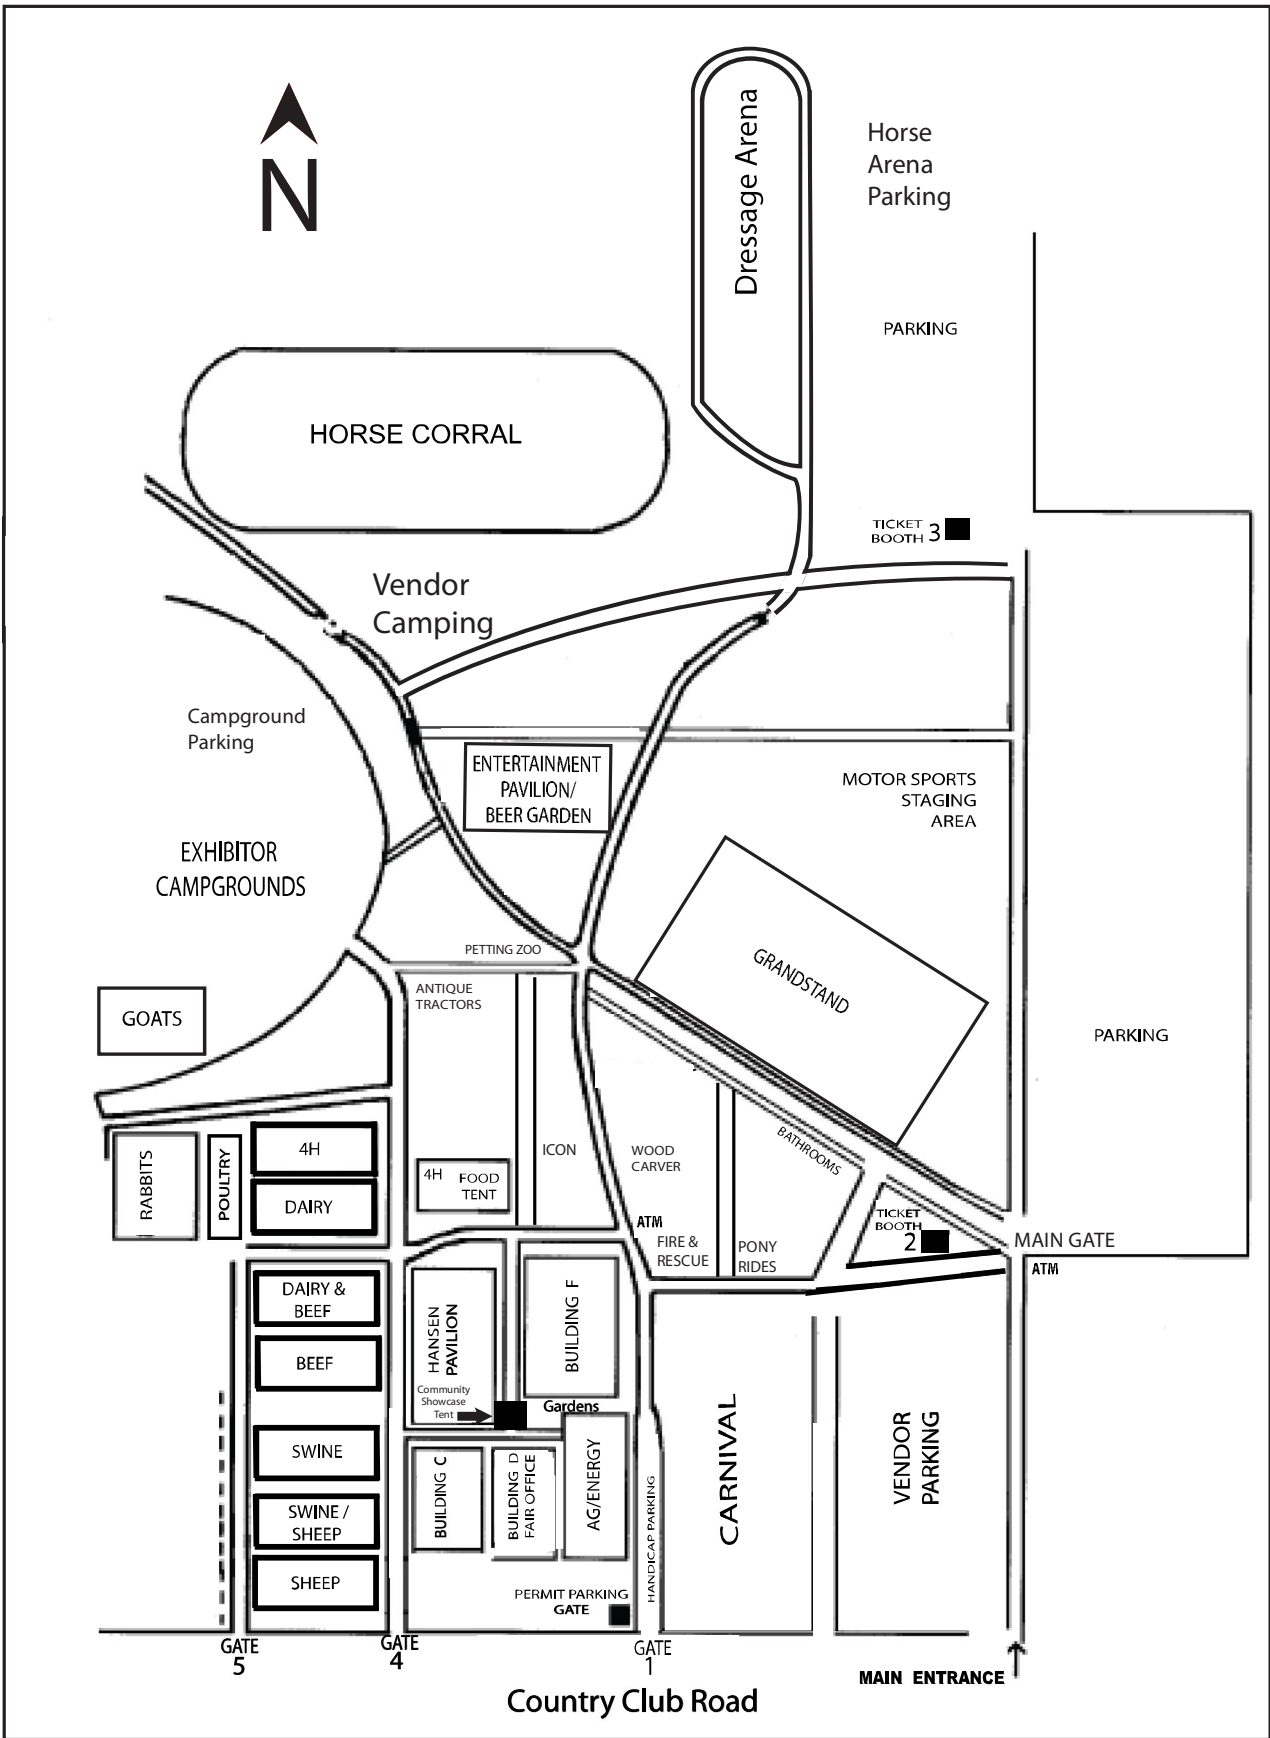 N
Dressage Arena
Horse
Arena
Parking
PARKING
HORSE CORRAL
TICKET
BOOTH 3
Vendor
Camping
Campground
Parking
ENTERTAINMENT
PAVILION/
BEER GARDEN
MOTOR SPORTS
STAGING
AREA
EXHIBITOR
CAMPGROUNDS
PETTING ZOO
GRANDSTAND
ANTIQUE
TRACTORS
GOATS
PARKING
RABBITS
POULTRY
4H
DAIRY
4H FOOD
TENT
ICON
WOOD
CARVER
BATHROOMS
ATM
FIRE &
RESCUE
PONY
RIDES
TICKET
BOOTH
2
MAIN GATE
ATM
DAIRY &
BEEF
BEEF
HANSEN
PAVILION
BUILDING F
Community
Showcase
Tent
Gardens
SWINE
SWINE /
SHEEP
SHEEP
BUILDING C
BUILDING D
FAIR OFFICE
AG/ENERGY
HANDICAP PARKING
CARNIVAL
VENDOR
PARKING
PERMIT PARKING
GATE
GATE
5
GATE
4
GATE
1
MAIN ENTRANCE
Country Club Road